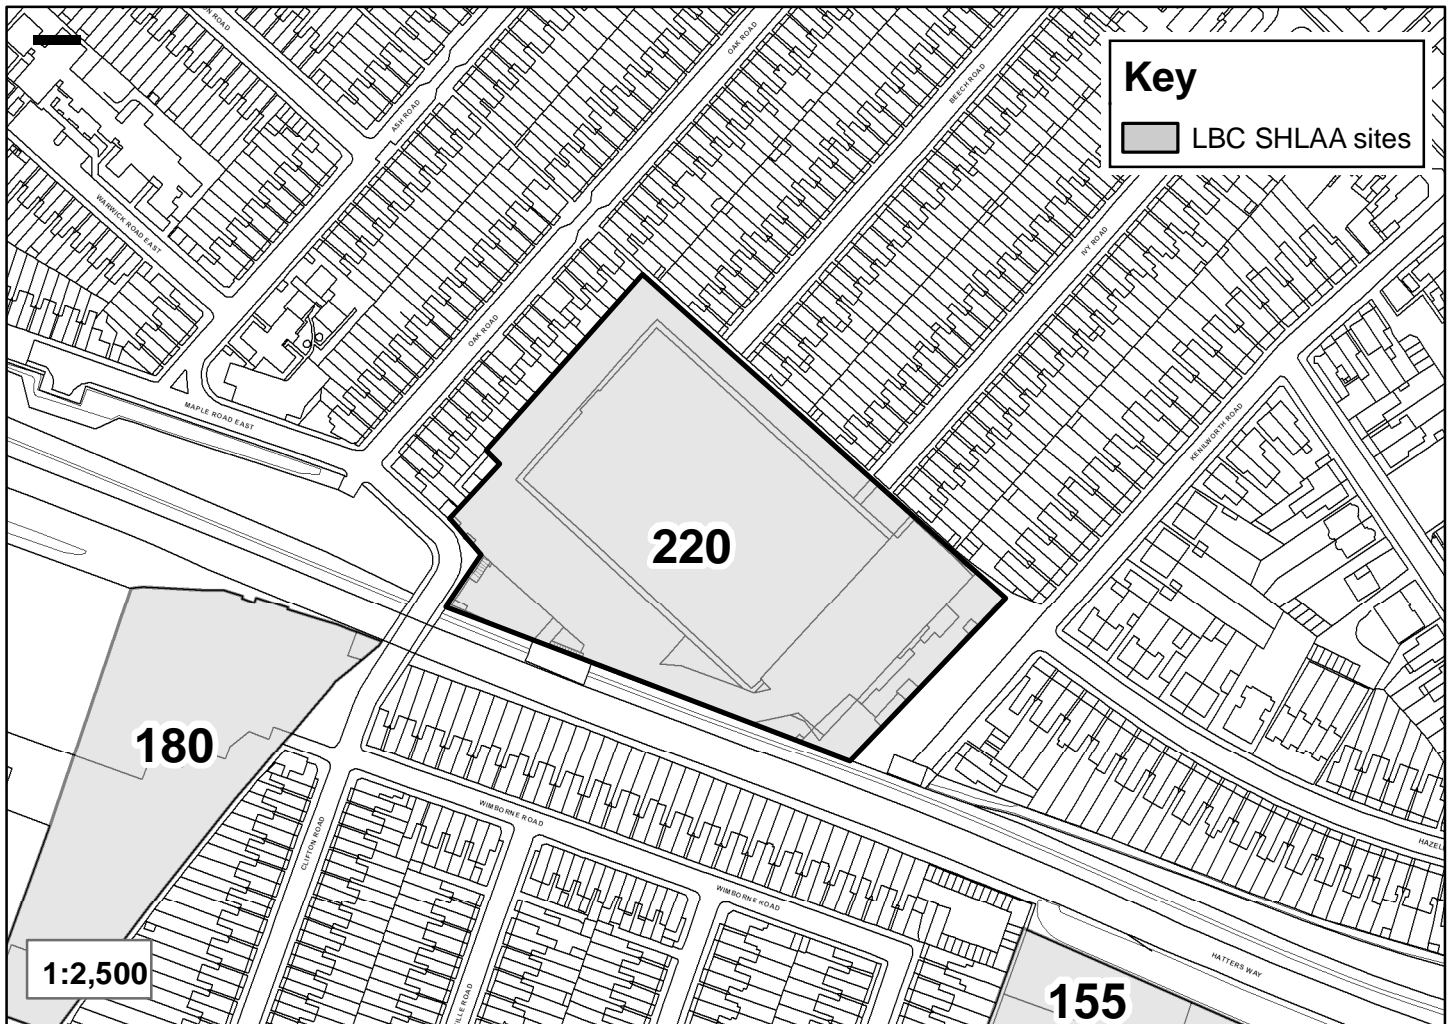 OAK ROAD
BEECH ROAD
Key
LBC SHLAA sites
ASH ROAD
WARWICK ROAD EAST
IVY ROAD
OAK ROAD
MAPLE ROAD EAST
KENILWORTH ROAD
220
180
WIMBORNE ROAD
CLIFTON ROAD
HAZEL
WIMBORNE ROAD
HATTERS WAY
1:2,500
155
ROAD